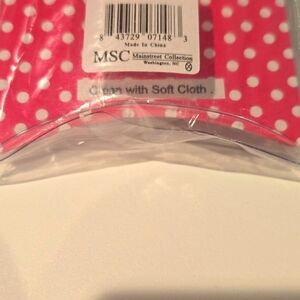 8 43729 07148 3
Made In China
MSC Mainstreet Collection
Washington, NC
Clean with Soft Cloth .